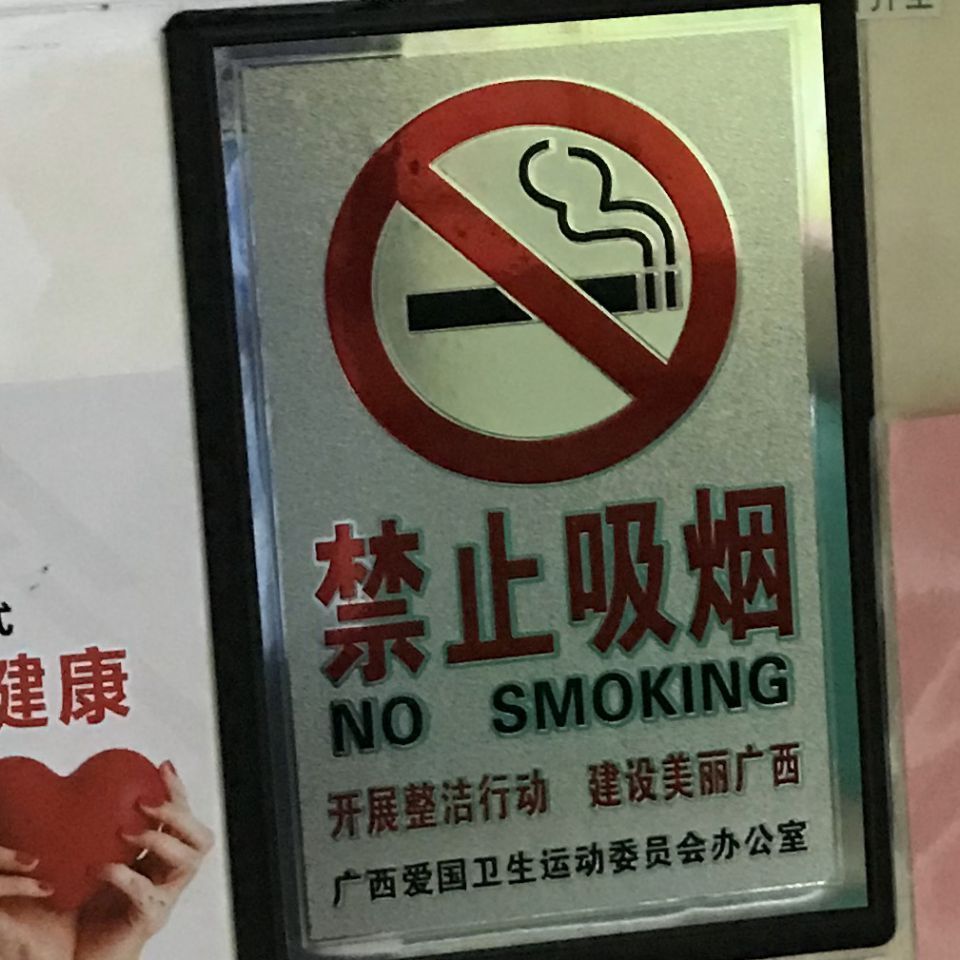 禁止吸烟
NO SMOKING
开展整洁行动 建设美丽广西
广西爱国卫生运动委员会办公室
健康